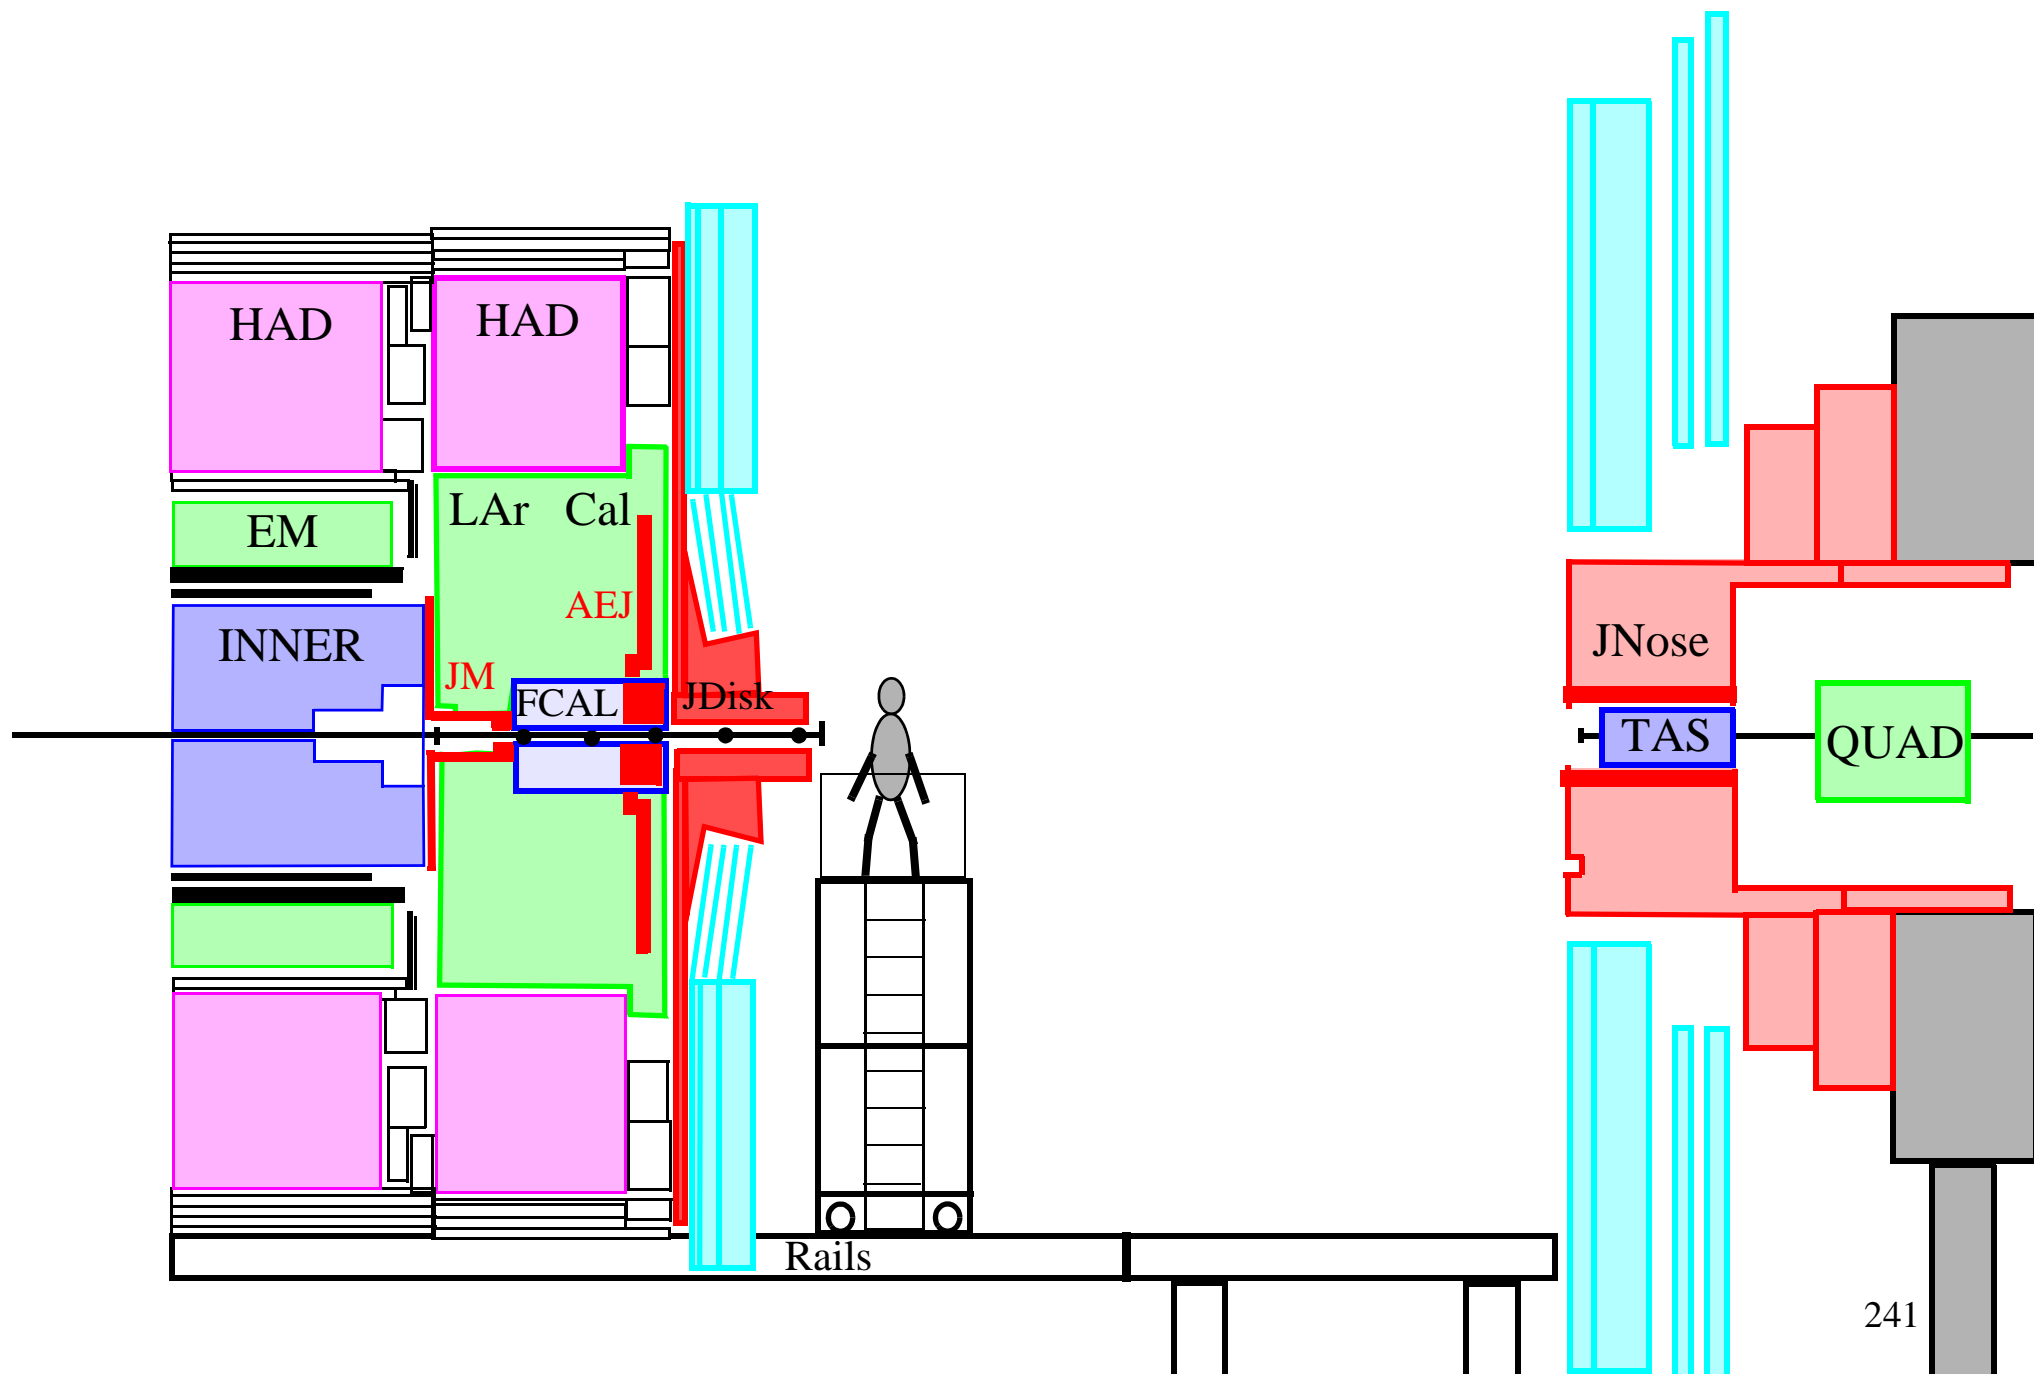 HAD HAD
LAr Cal
EM
AEJ
INNER
JNose
JM
FCAL
JDisk
TAS
QUAD
Rails
241